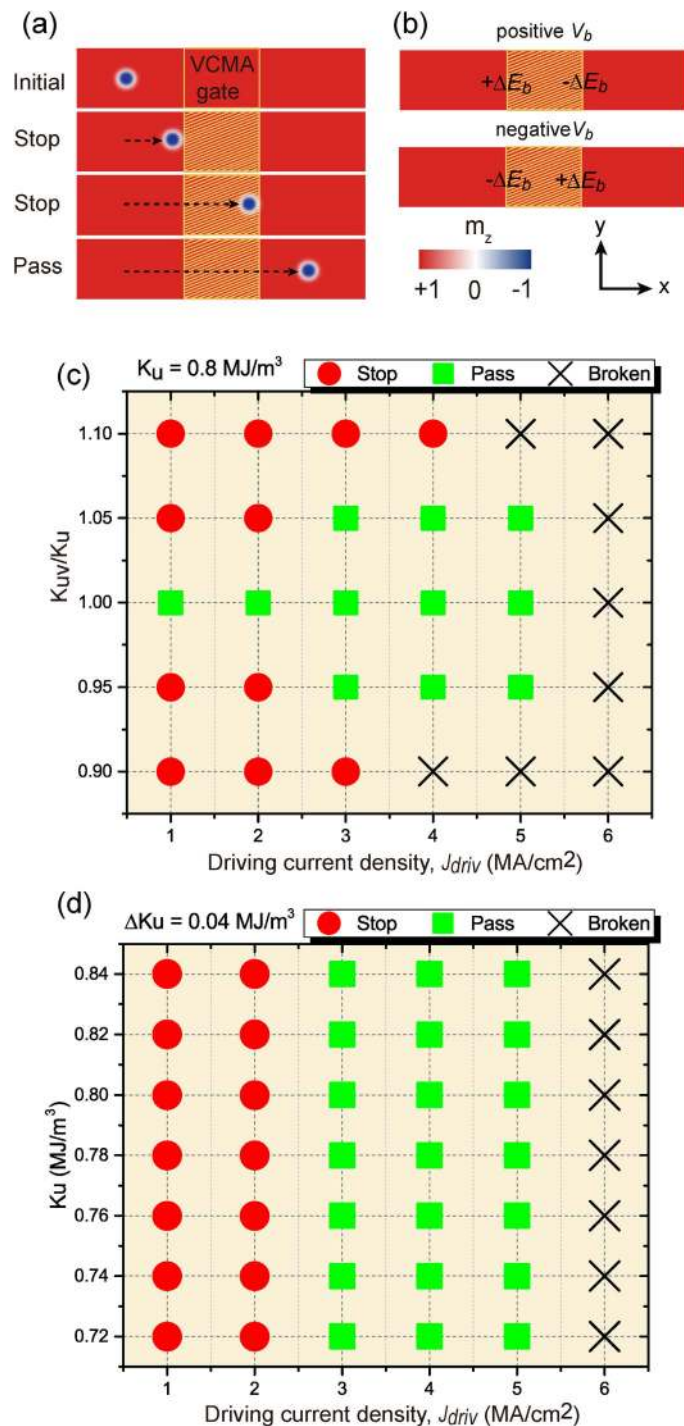 (a)
Initial
VCMA
gate
Stop
Stop
Pass
(b)
positive V_b
+ΔE_b -ΔE_b
negative V_b
-ΔE_b +ΔE_b
m_z
+1 0 -1
y
x
(c)
Ku = 0.8 MJ/m³ Stop Pass Broken
1.10
1.05
1.00
0.95
0.90
Kuv/Ku
1 2 3 4 5 6
Driving current density, J_driv (MA/cm2)
(d)
ΔKu = 0.04 MJ/m³ Stop Pass Broken
0.84
0.82
0.80
0.78
0.76
0.74
0.72
Ku (MJ/m³)
1 2 3 4 5 6
Driving current density, J_driv (MA/cm²)